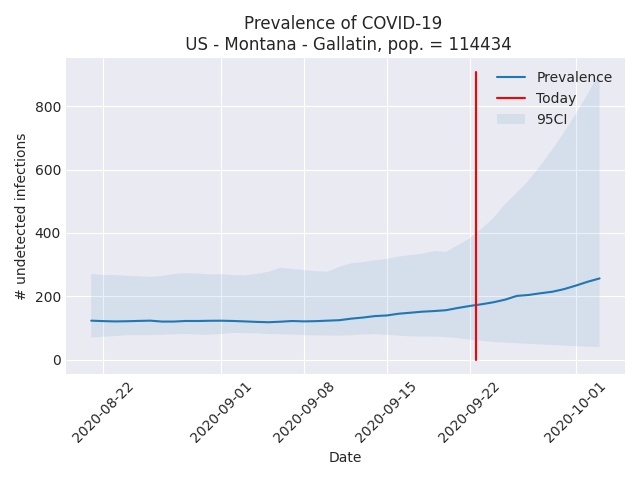 Prevalence of COVID-19
US - Montana - Gallatin, pop. = 114434
Prevalence
Today
95CI
800
600
400
200
0
# undetected infections
2020-08-22
2020-09-01
2020-09-08
2020-09-15
2020-09-22
2020-10-01
Date